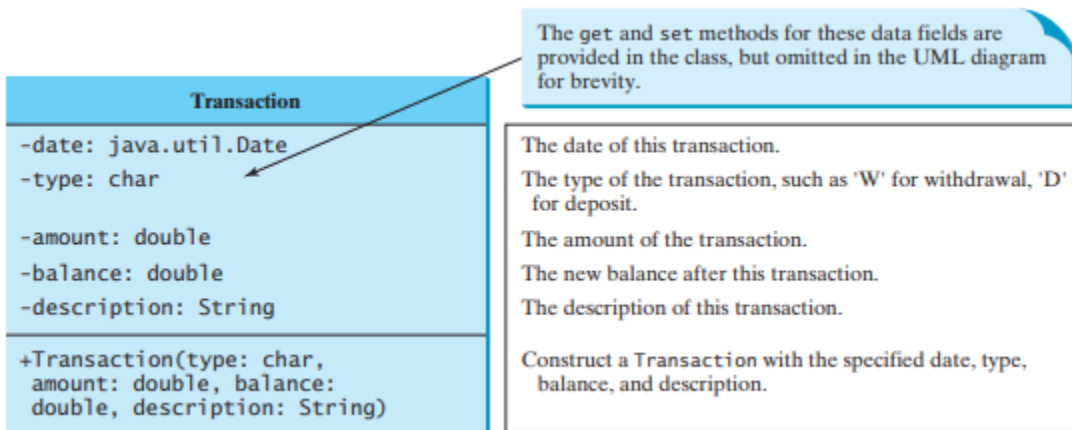 The get and set methods for these data fields are
provided in the class, but omitted in the UML diagram
for brevity.
Transaction
-date: java.util.Date
The date of this transaction.
-type: char
The type of the transaction, such as 'W' for withdrawal, 'D'
for deposit.
-amount: double
The amount of the transaction.
-balance: double
The new balance after this transaction.
-description: String
The description of this transaction.
+Transaction(type: char,
amount: double, balance:
double, description: String)
Construct a Transaction with the specified date, type,
balance, and description.